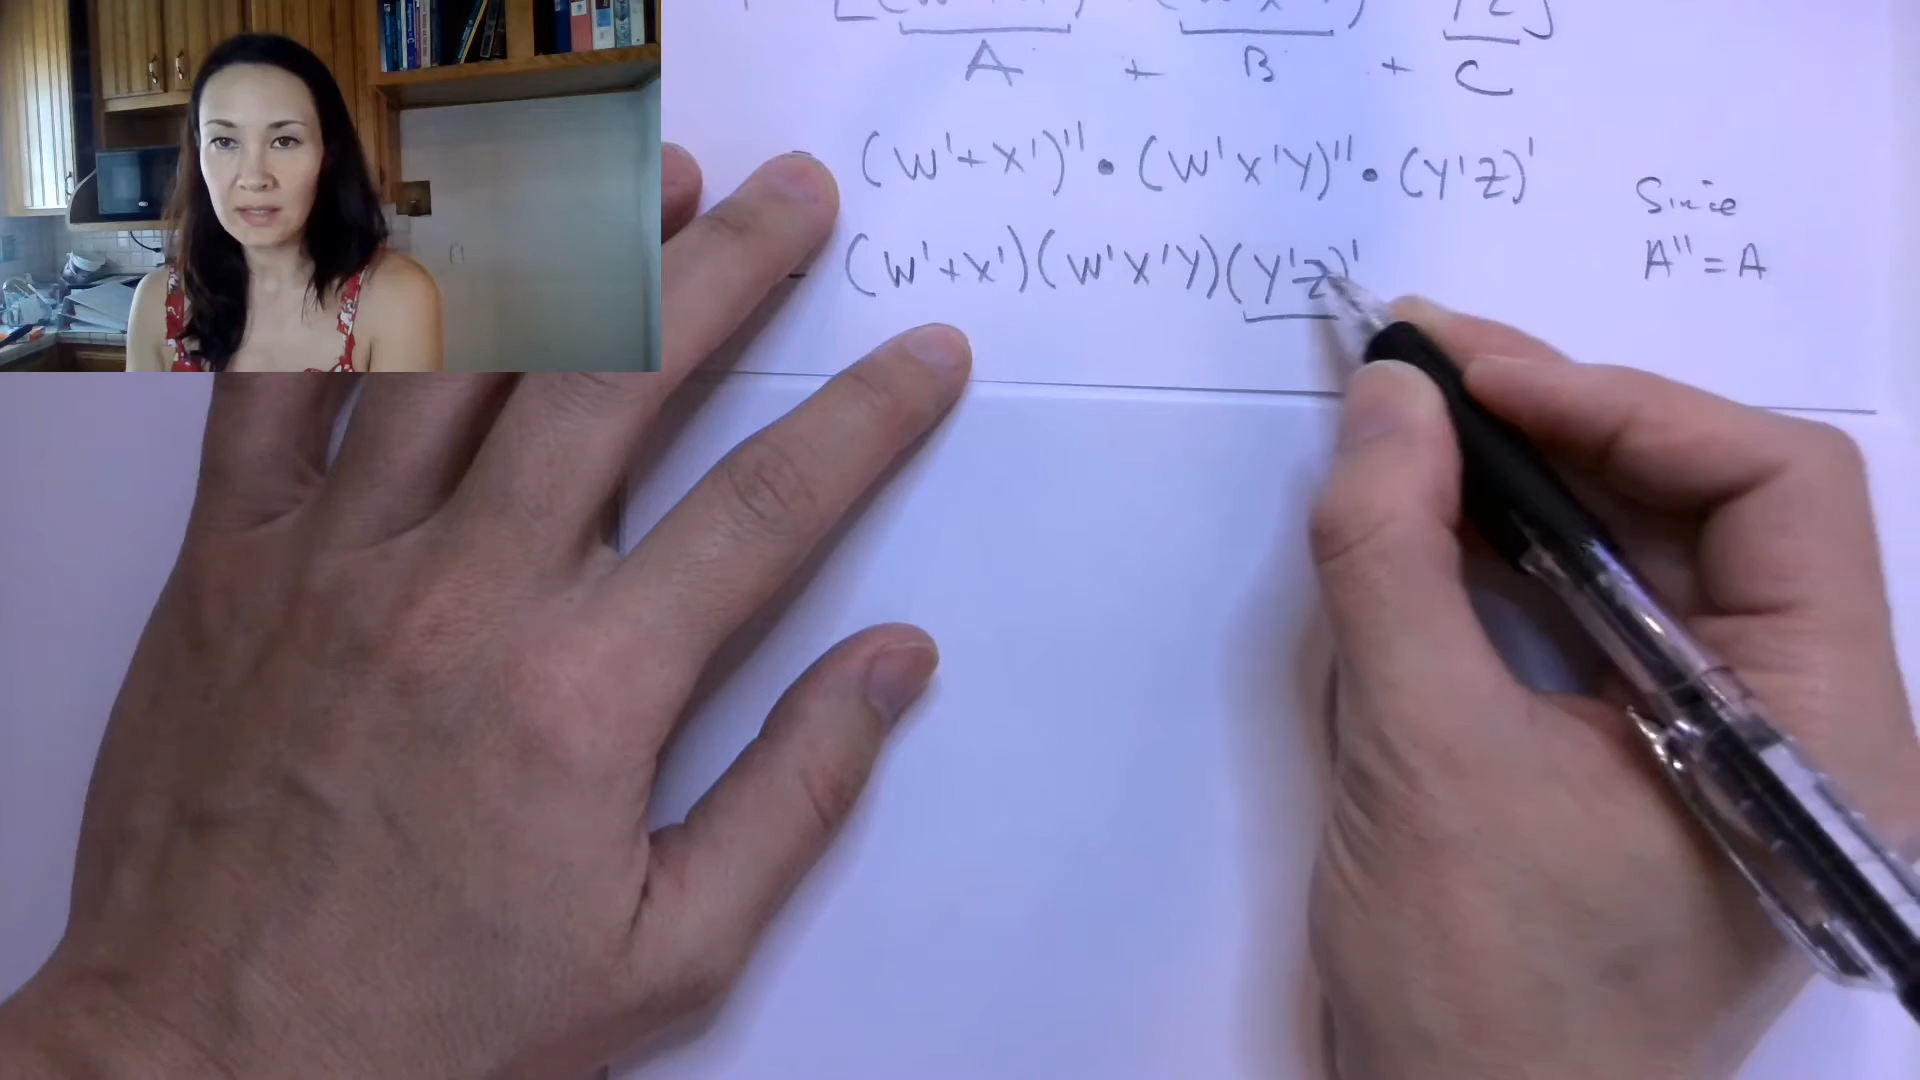 A + B + C
= (W'+X')'' • (W'X'Y)'' • (Y'Z)'
= (W'+X')(W'X'Y)(Y'Z)'
Since
A'' = A